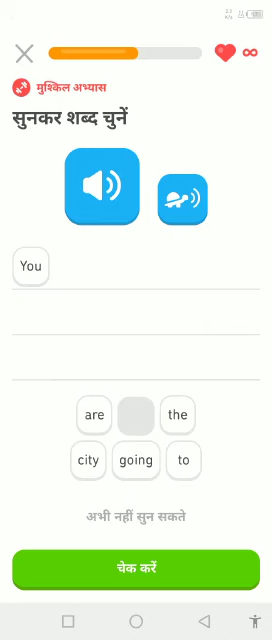 मुश्किल अभ्यास
सुनकर शब्द चुनें
You
are the
city going to
अभी नहीं सुन सकते
चेक करें